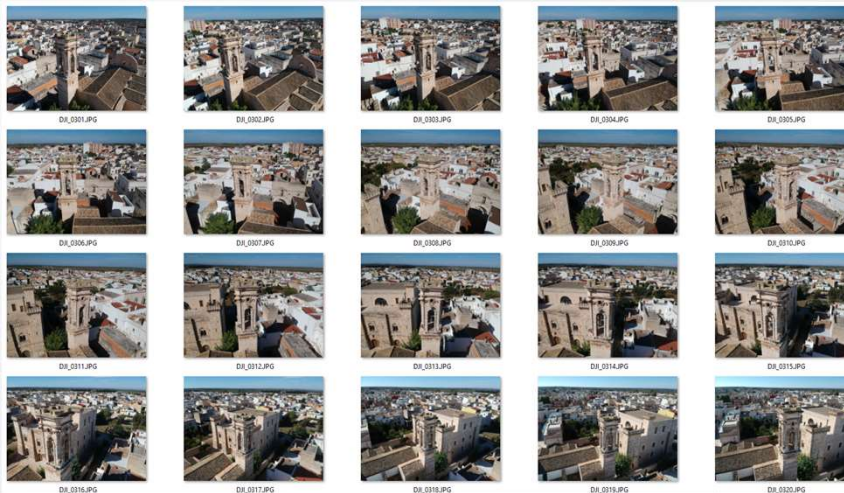 DJI_0301.JPG DJI_0302.JPG DJI_0303.JPG DJI_0304.JPG DJI_0305.JPG
DJI_0306.JPG DJI_0307.JPG DJI_0308.JPG DJI_0309.JPG DJI_0310.JPG
DJI_0311.JPG DJI_0312.JPG DJI_0313.JPG DJI_0314.JPG DJI_0315.JPG
DJI_0316.JPG DJI_0317.JPG DJI_0318.JPG DJI_0319.JPG DJI_0320.JPG